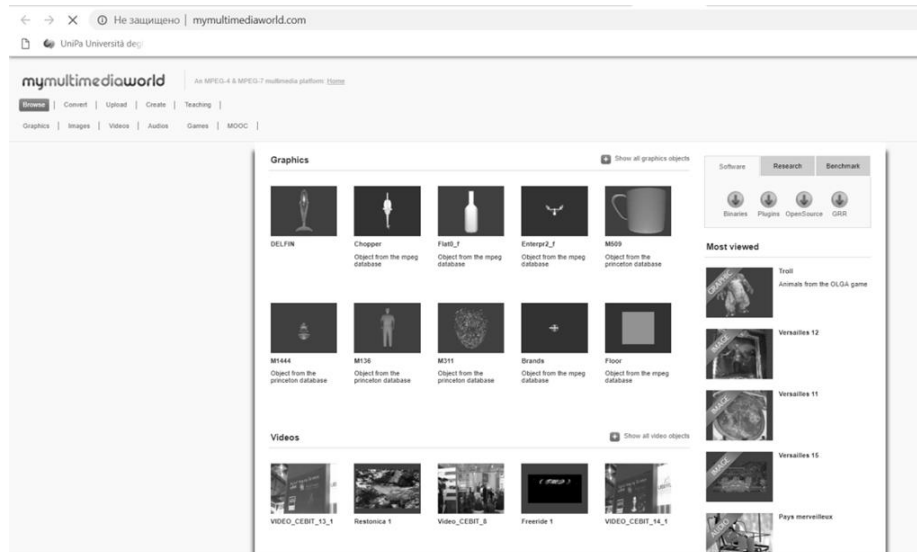 Не защищено | mymultimediaworld.com
UniPa Università deg
mymultimediaworld
An MPEG-4 & MPEG-7 multimedia platform Home
Browse | Convert | Upload | Create | Teaching |
Graphics | Images | Videos | Audios Games | MOOC |
Graphics
Show all graphics objects
DELFIN
Chopper
Object from the mpeg
database
Flat0_f
Object from the mpeg
database
Enterpr2_f
Object from the mpeg
database
M509
Object from the
princeton database
M1444
Object from the
princeton database
M136
Object from the
princeton database
M311
Object from the
princeton database
Brands
Object from the mpeg
database
Floor
Object from the mpeg
database
Videos
Show all video objects
VIDEO_CEBIT_13_1
Restonica 1
Video_CEBIT_8
Freeride 1
VIDEO_CEBIT_14_1
Software
Research
Benchmark
Binaries
Plugins
OpenSource
GRR
Most viewed
GRAPHIC
Troll
Animals from the OLGA game
IMAGE
Versailles 12
IMAGE
Versailles 11
IMAGE
Versailles 15
Pays merveilleux